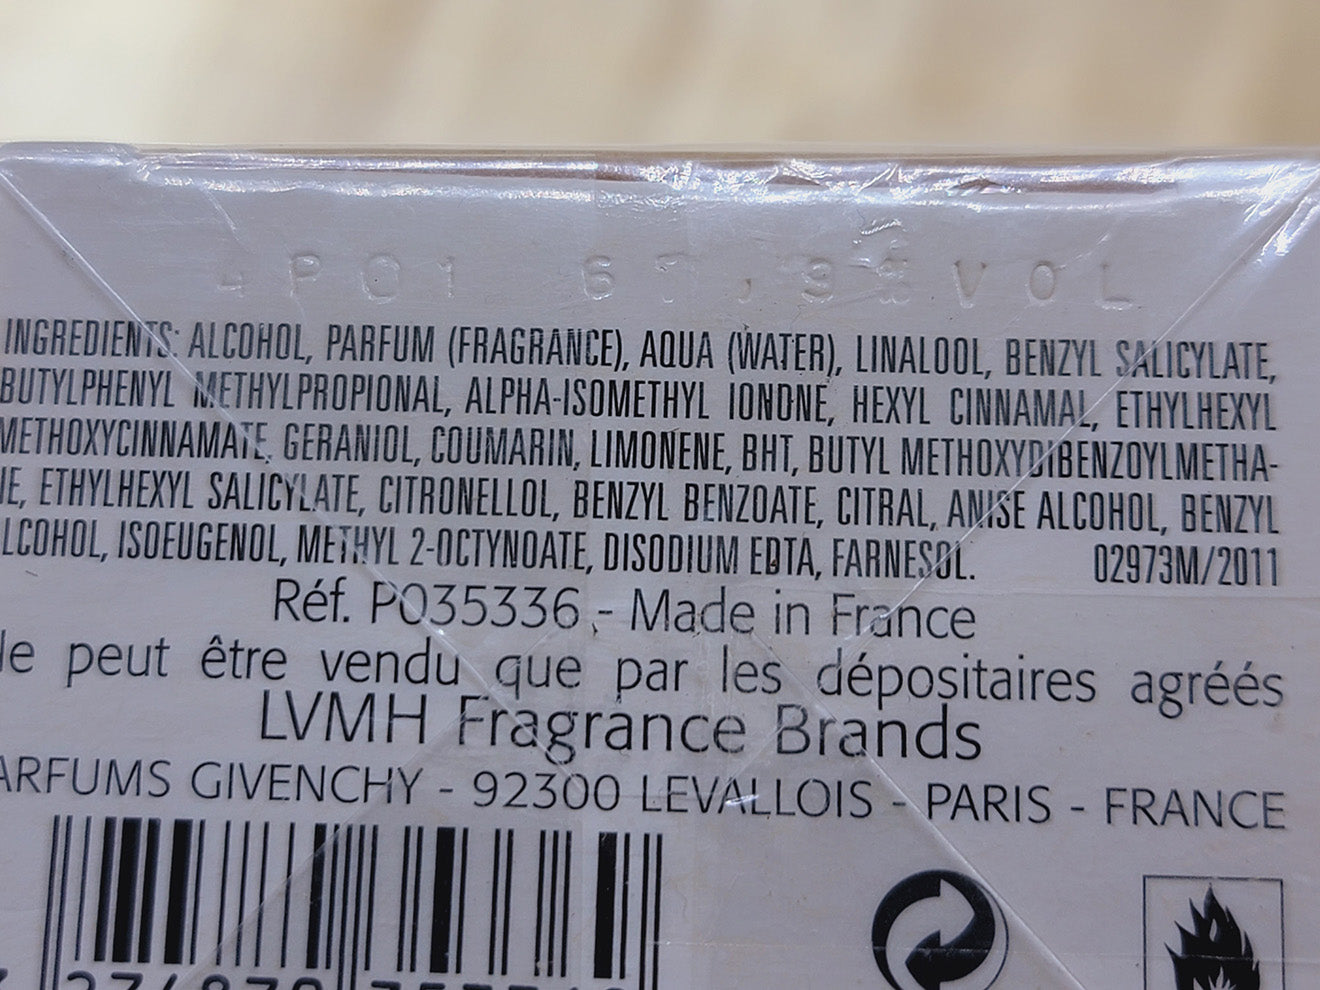 4P01 67,9%VOL
INGREDIENTS: ALCOHOL, PARFUM (FRAGRANCE), AQUA (WATER), LINALOOL, BENZYL SALICYLATE,
BUTYLPHENYL METHYLPROPIONAL, ALPHA-ISOMETHYL IONONE, HEXYL CINNAMAL, ETHYLHEXYL
METHOXYCINNAMATE, GERANIOL, COUMARIN, LIMONENE, BHT, BUTYL METHOXYDIBENZOYLMETHA-
NE, ETHYLHEXYL SALICYLATE, CITRONELLOL, BENZYL BENZOATE, CITRAL, ANISE ALCOHOL, BENZYL
LCOHOL, ISOEUGENOL, METHYL 2-OCTYNOATE, DISODIUM EDTA, FARNESOL. 02973M/2011
Réf. P035336 - Made in France
le peut être vendu que par les dépositaires agréés
LVMH Fragrance Brands
ARFUMS GIVENCHY - 92300 LEVALLOIS - PARIS - FRANCE